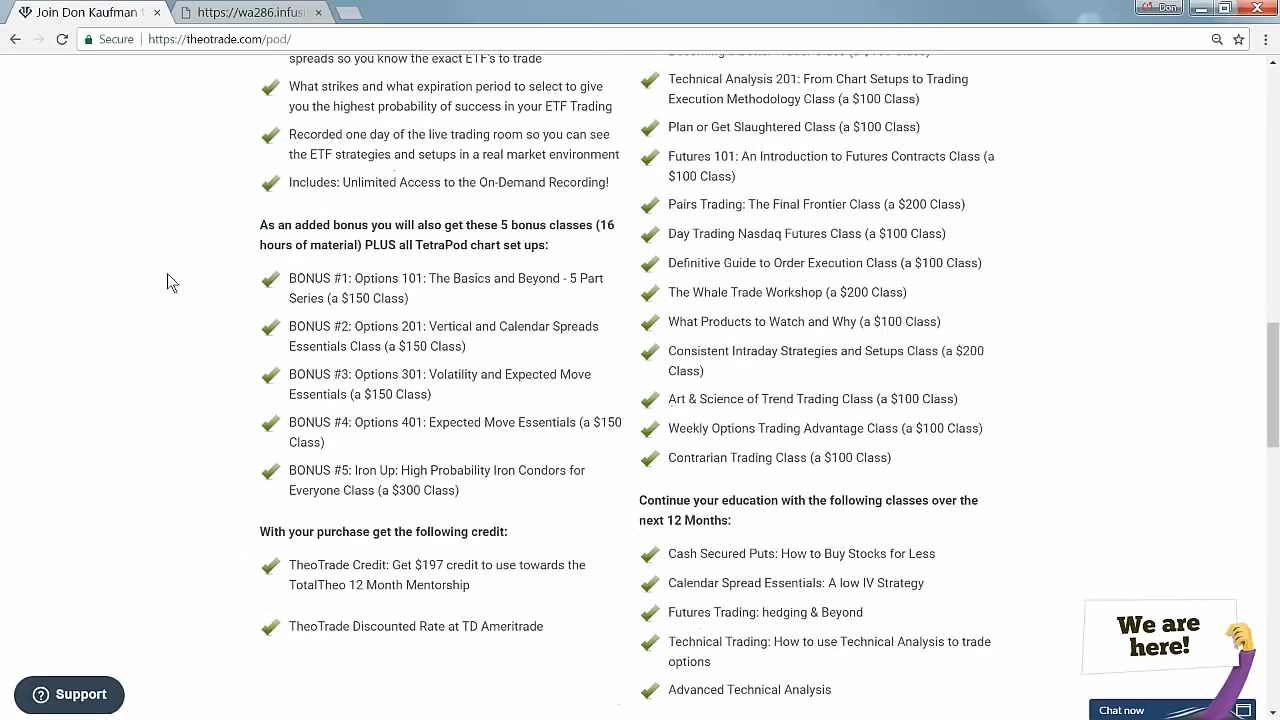 Join Don Kaufman
https://wa286.infusi
Don
Secure
https://theotrade.com/pod/
spreads so you know the exact ETF's to trade
What strikes and what expiration period to select to give
you the highest probability of success in your ETF Trading
Recorded one day of the live trading room so you can see
the ETF strategies and setups in a real market environment
Includes: Unlimited Access to the On-Demand Recording!
As an added bonus you will also get these 5 bonus classes (16
hours of material) PLUS all TetraPod chart set ups:
BONUS #1: Options 101: The Basics and Beyond - 5 Part
Series (a $150 Class)
BONUS #2: Options 201: Vertical and Calendar Spreads
Essentials Class (a $150 Class)
BONUS #3: Options 301: Volatility and Expected Move
Essentials (a $150 Class)
BONUS #4: Options 401: Expected Move Essentials (a $150
Class)
BONUS #5: Iron Up: High Probability Iron Condors for
Everyone Class (a $300 Class)
With your purchase get the following credit:
TheoTrade Credit: Get $197 credit to use towards the
TotalTheo 12 Month Mentorship
TheoTrade Discounted Rate at TD Ameritrade
Becoming a Better Trader Class (a $100 Class)
Technical Analysis 201: From Chart Setups to Trading
Execution Methodology Class (a $100 Class)
Plan or Get Slaughtered Class (a $100 Class)
Futures 101: An Introduction to Futures Contracts Class (a
$100 Class)
Pairs Trading: The Final Frontier Class (a $200 Class)
Day Trading Nasdaq Futures Class (a $100 Class)
Definitive Guide to Order Execution Class (a $100 Class)
The Whale Trade Workshop (a $200 Class)
What Products to Watch and Why (a $100 Class)
Consistent Intraday Strategies and Setups Class (a $200
Class)
Art & Science of Trend Trading Class (a $100 Class)
Weekly Options Trading Advantage Class (a $100 Class)
Contrarian Trading Class (a $100 Class)
Continue your education with the following classes over the
next 12 Months:
Cash Secured Puts: How to Buy Stocks for Less
Calendar Spread Essentials: A low IV Strategy
Futures Trading: hedging & Beyond
Technical Trading: How to use Technical Analysis to trade
options
Advanced Technical Analysis
We are
here!
Support
Chat now